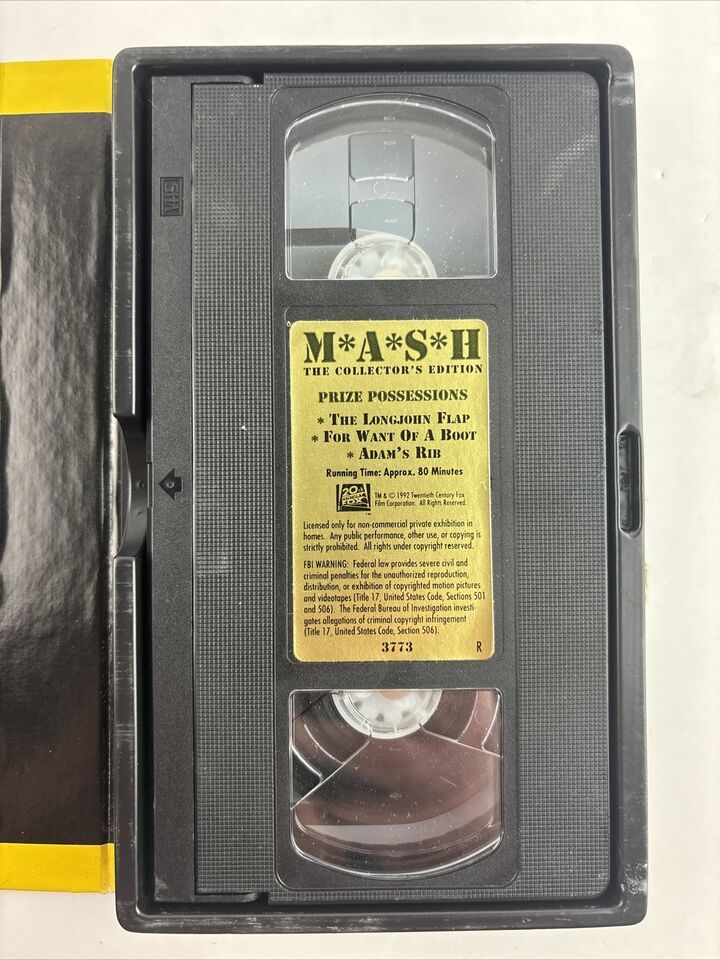 VHS
M*A*S*H
THE COLLECTOR'S EDITION
PRIZE POSSESSIONS
* THE LONGJOHN FLAP
* FOR WANT OF A BOOT
* ADAM'S RIB
Running Time: Approx. 80 Minutes
20th CENTURY FOX
TM
TM & © 1992 Twentieth Century Fox
Film Corporation. All Rights Reserved.
Licensed only for non-commercial private exhibition in
homes. Any public performance, other use, or copying is
strictly prohibited. All rights under copyright reserved.
FBI WARNING: Federal law provides severe civil and
criminal penalties for the unauthorized reproduction,
distribution, or exhibition of copyrighted motion pictures
and videotapes (Title 17, United States Code, Sections 501
and 506). The Federal Bureau of Investigation investi-
gates allegations of criminal copyright infringement
(Title 17, United States Code, Section 506).
3773 R